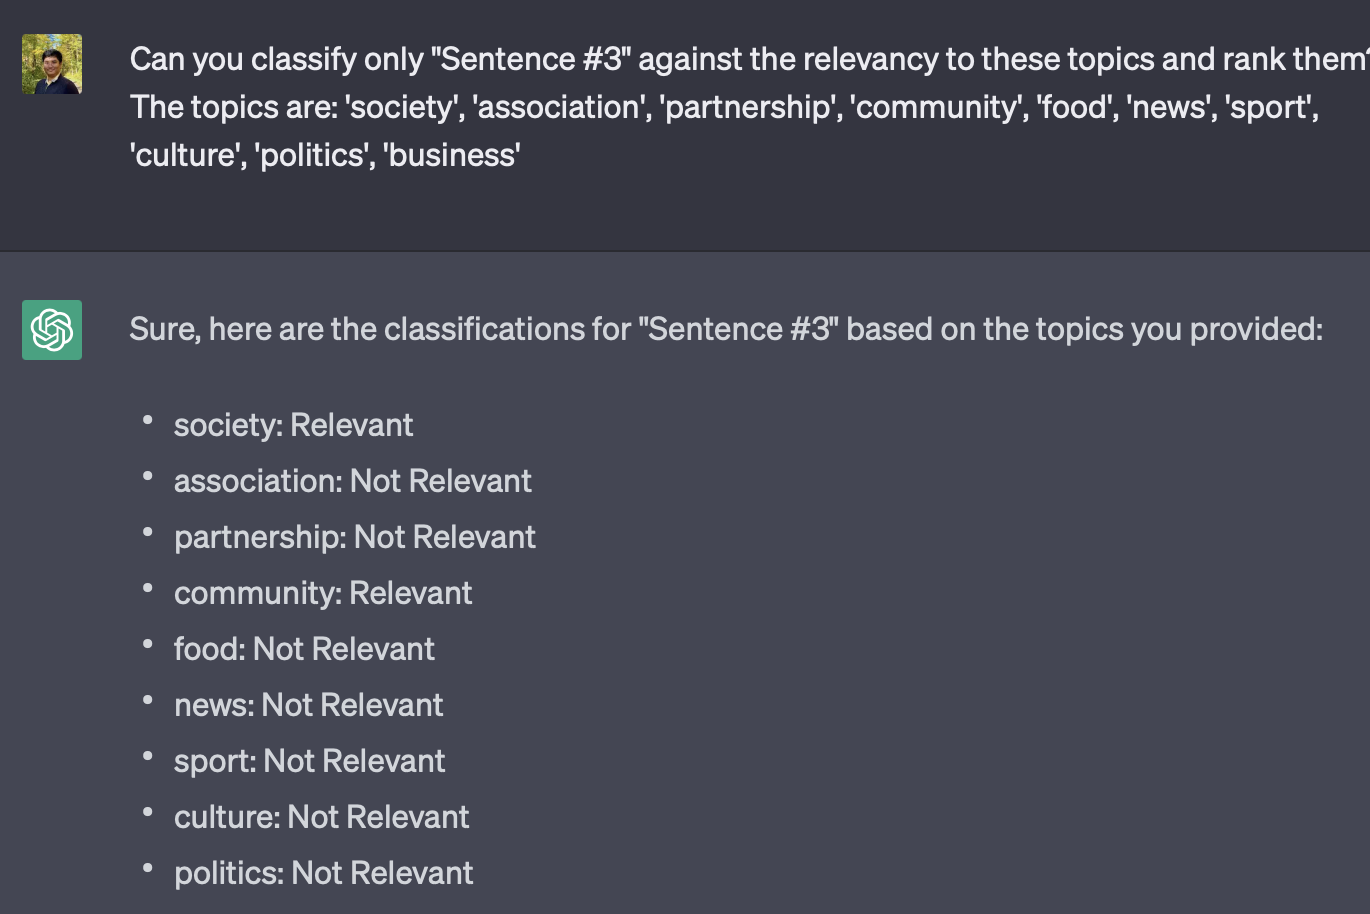 Can you classify only "Sentence #3" against the relevancy to these topics and rank them?
The topics are: 'society', 'association', 'partnership', 'community', 'food', 'news', 'sport',
'culture', 'politics', 'business'
Sure, here are the classifications for "Sentence #3" based on the topics you provided:
• society: Relevant
• association: Not Relevant
• partnership: Not Relevant
• community: Relevant
• food: Not Relevant
• news: Not Relevant
• sport: Not Relevant
• culture: Not Relevant
• politics: Not Relevant